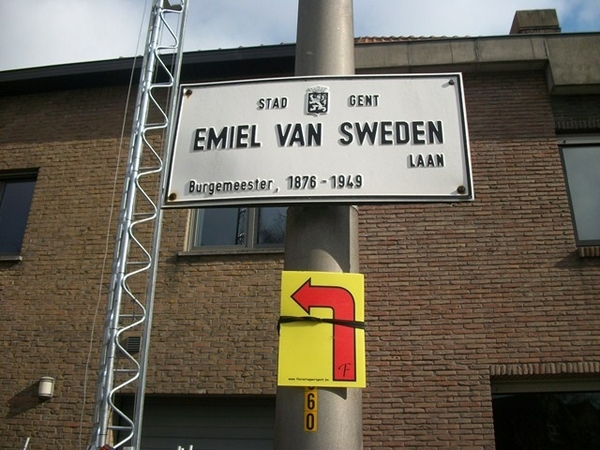 STAD GENT
EMIEL VAN SWEDEN
LAAN
Burgemeester, 1876-1949
F
60